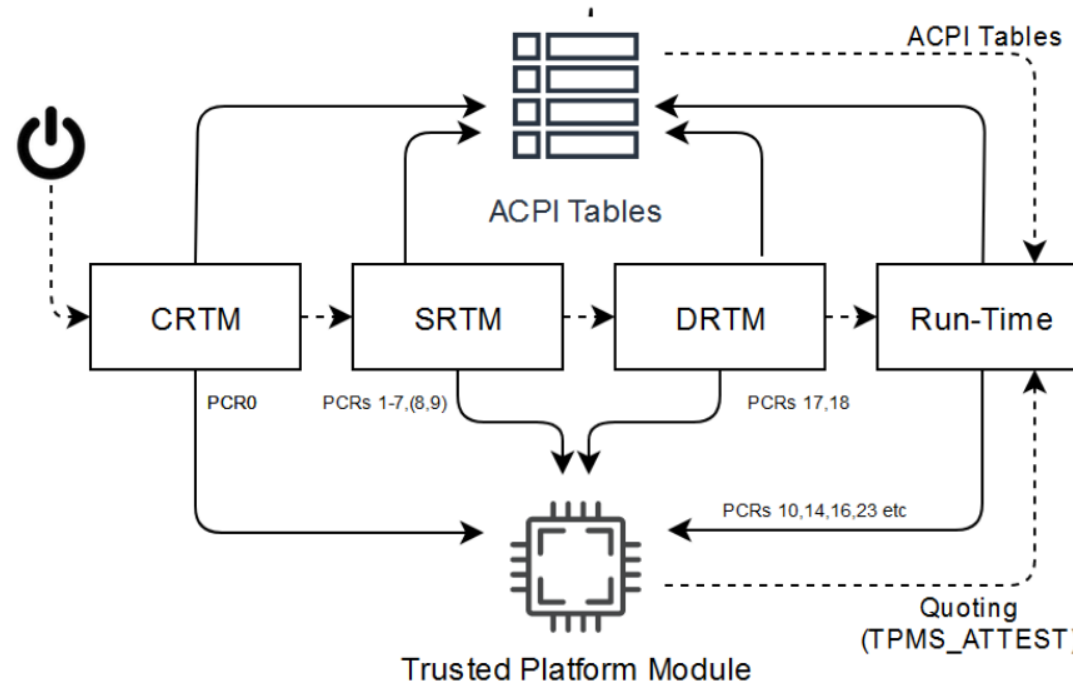 ACPI Tables
ACPI Tables
CRTM
SRTM
DRTM
Run-Time
PCR0
PCRs 1-7,(8,9)
PCRs 17,18
PCRs 10,14,16,23 etc
Quoting
(TPMS_ATTEST)
Trusted Platform Module